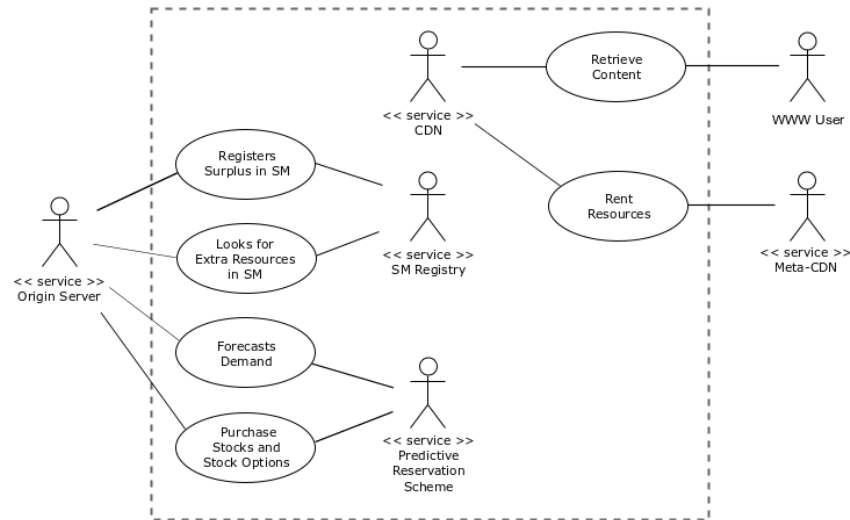 Retrieve
Content
<< service >>
CDN
WWW User
Registers
Surplus in SM
Rent
Resources
<< service >>
Origin Server
Looks for
Extra Resources
in SM
<< service >>
SM Registry
<< service >>
Meta-CDN
Forecasts
Demand
Purchase
Stocks and
Stock Options
<< service >>
Predictive
Reservation
Scheme